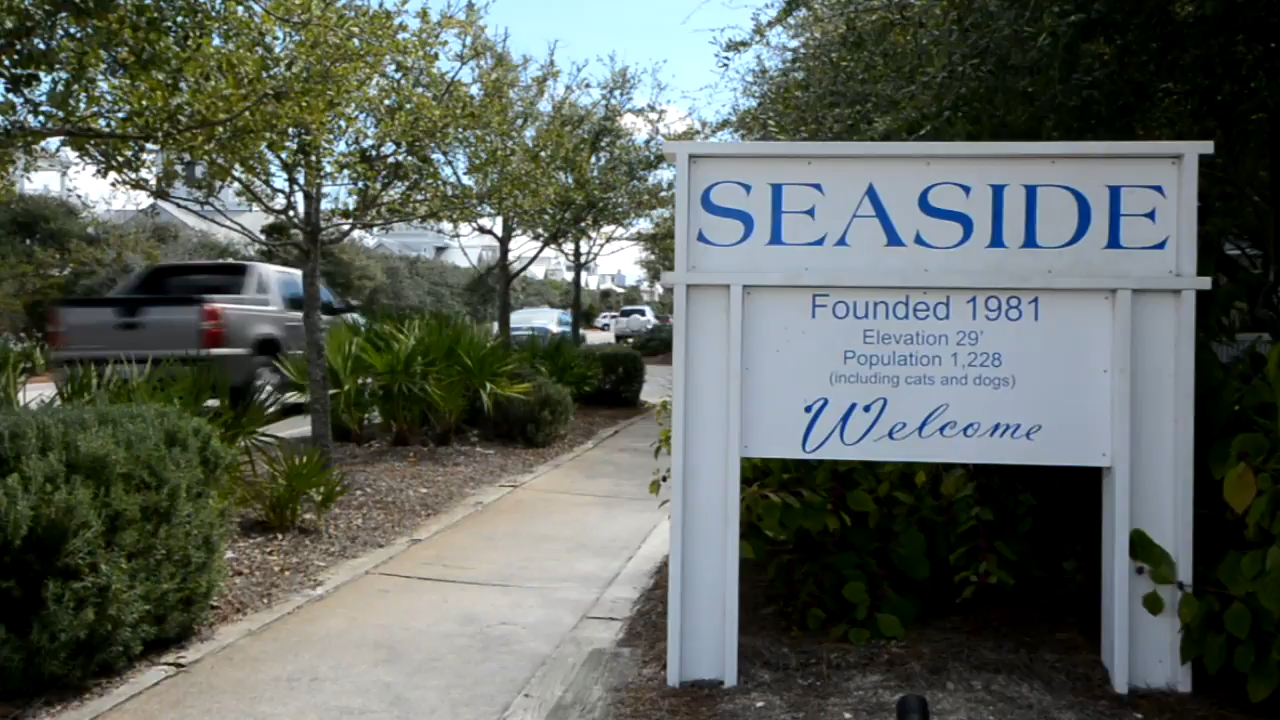 SEASIDE
Founded 1981
Elevation 29'
Population 1,228
(including cats and dogs)
Welcome